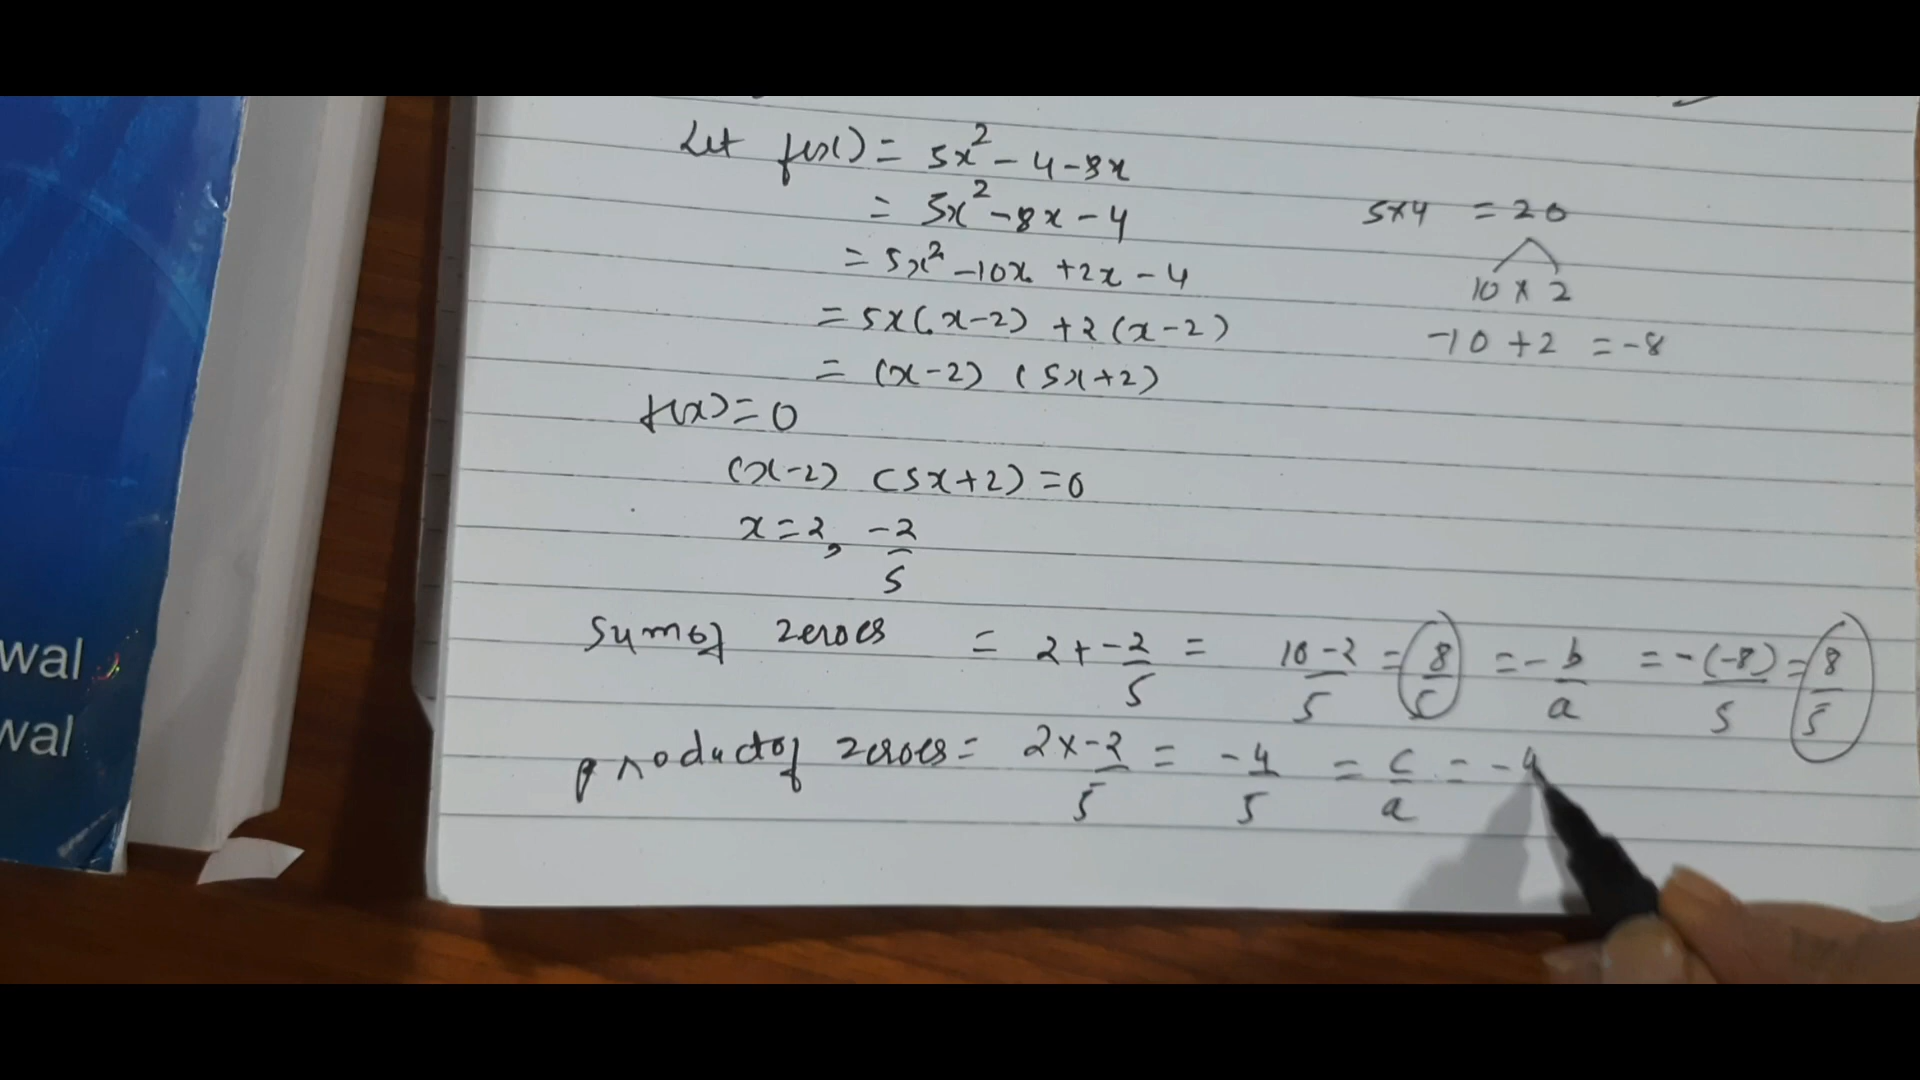 Let f(x) = 5x² - 4 - 8x
= 5x² - 8x - 4
5x4 = 20
= 5x² - 10x + 2x - 4
10 x 2
= 5x(x-2) + 2(x-2)
-10 + 2 = -8
= (x-2) (5x+2)
f(x) = 0
(x-2) (5x+2) = 0
x = 2, -2/5
Sum of zeroes = 2 + -2/5 = 10-2/5 = 8/5 = -b/a = -(-8)/5 = 8/5
product of zeroes = 2 x -2/5 = -4/5 = c/a = -4
wal
wal